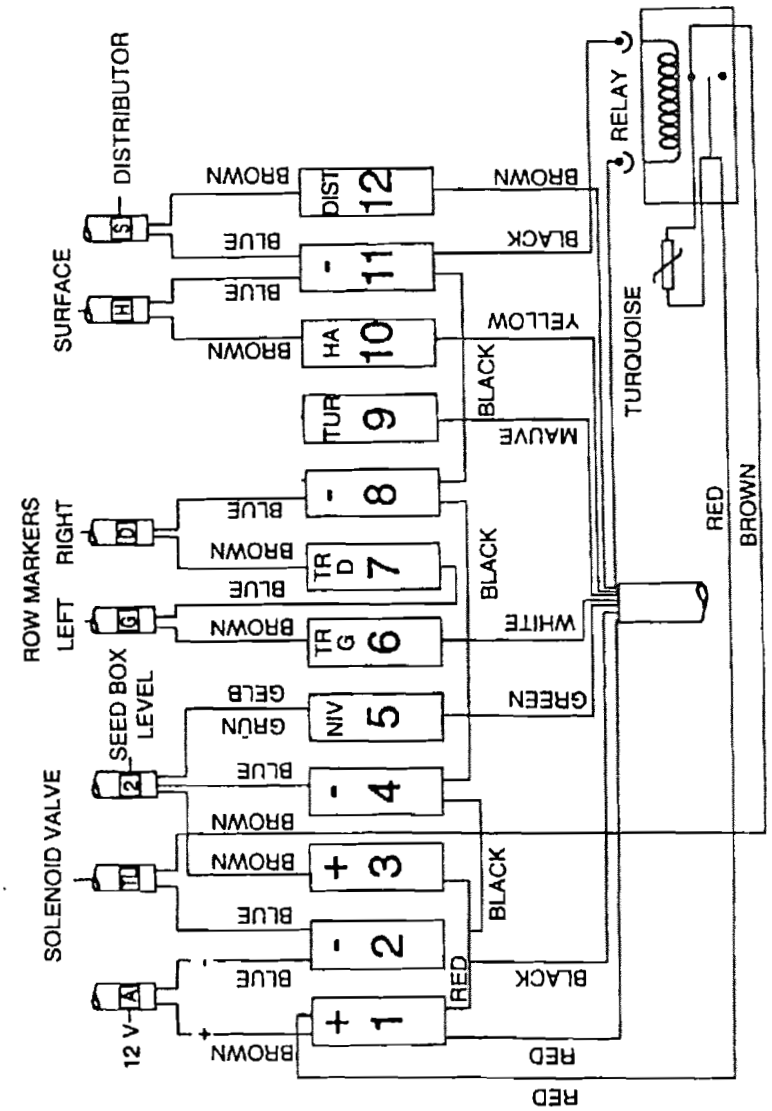 12 V
A
SOLENOID VALVE
2
SEED BOX
LEVEL
ROW MARKERS
LEFT
RIGHT
G
D
SURFACE
H
S
DISTRIBUTOR
+
-
BROWN
BLUE
BLUE
BROWN
BROWN
BLUE
GRÜN
GELB
BROWN
BLUE
BROWN
BLUE
BROWN
BLUE
BLUE
BROWN
+
1
-
2
+
3
-
4
NIV
5
TR
G
6
TR
D
7
-
8
TUR
9
HA
10
-
11
DIST
12
RED
BLACK
BLACK
BLACK
RED
RED
BLACK
GREEN
WHITE
MAUVE
YELLOW
BLACK
BROWN
RELAY
TURQUOISE
RED
BROWN